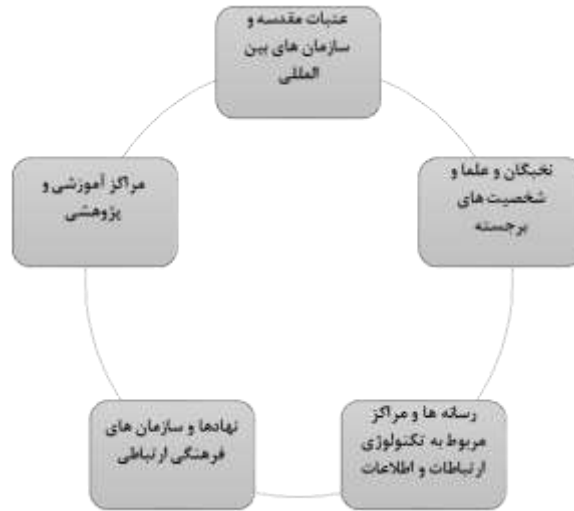 عتبات مقدسه و
سازمان های بین
المللی
نخبگان و علما و
شخصیت های
برجسته
مراکز آموزشی و
پژوهشی
رسانه ها و مراکز
مربوط به تکنولوژی
ارتباطات و اطلاعات
نهادها و سازمان های
فرهنگی ارتباطی